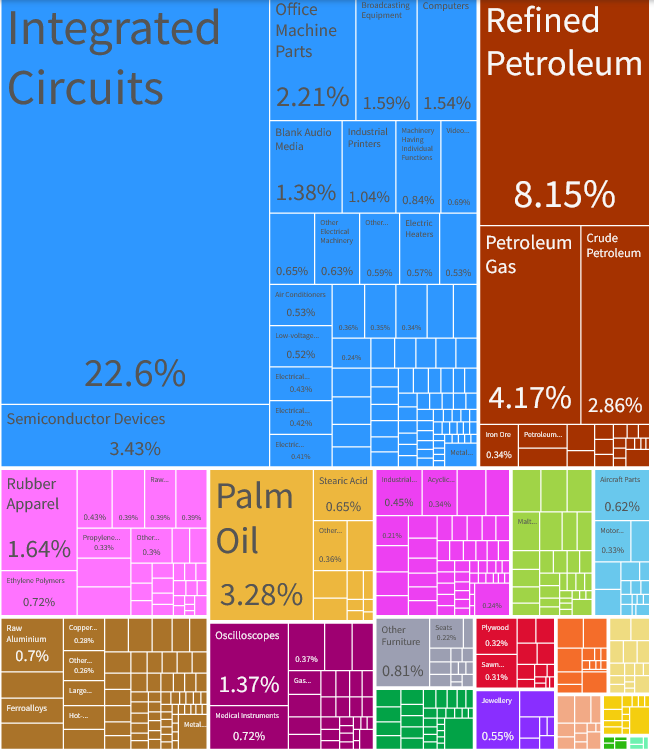 Integrated
Circuits
22.6%
Semiconductor Devices
3.43%
Office
Machine
Parts
2.21%
Broadcasting
Equipment
1.59%
Computers
1.54%
Blank Audio
Media
1.38%
Industrial
Printers
1.04%
Machinery
Having
Individual
Functions
0.84%
Video...
0.69%
0.65%
Other
Electrical
Machinery
0.63%
Other...
0.59%
Electric
Heaters
0.57%
0.53%
Air Conditioners
0.53%
0.36%
0.35%
0.34%
Low-voltage...
0.52%
0.24%
Electrical...
0.43%
Electrical...
0.42%
Electric...
0.41%
Metal...
Refined
Petroleum
8.15%
Petroleum
Gas
4.17%
Crude
Petroleum
2.86%
Iron Ore
0.34%
Petroleum...
Rubber
Apparel
1.64%
0.43%
0.39%
Raw...
0.39%
0.39%
Propylene...
0.33%
Other...
0.3%
Ethylene Polymers
0.72%
Palm
Oil
3.28%
Stearic Acid
0.65%
Other...
0.36%
Industrial...
0.45%
Acyclic...
0.34%
0.21%
0.24%
Malt...
Aircraft Parts
0.62%
Motor...
0.33%
Raw
Aluminium
0.7%
Copper...
0.28%
Other...
0.26%
Large...
Ferroalloys
Hot-...
Metal...
Oscilloscopes
1.37%
0.37%
Gas...
Medical Instruments
0.72%
Other
Furniture
0.81%
Seats
0.22%
Plywood
0.32%
Sawn...
0.31%
Jewellery
0.55%